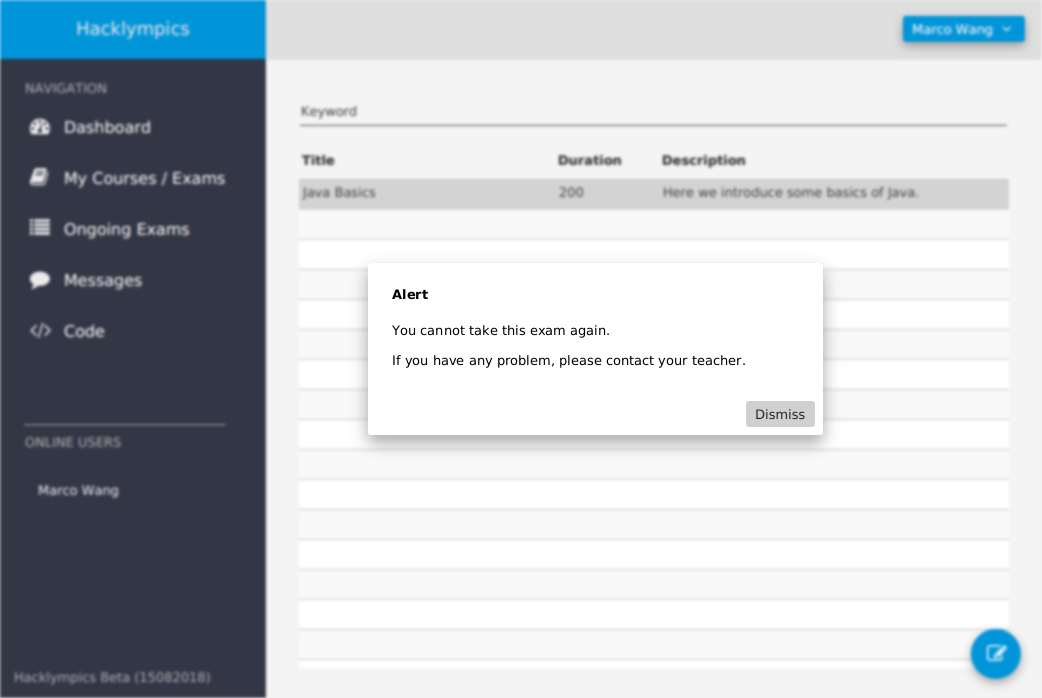 Hacklympics
Marco Wang
NAVIGATION
Dashboard
My Courses / Exams
Ongoing Exams
Messages
Code
ONLINE USERS
Marco Wang
Hacklympics Beta (15082018)
Keyword
Title Duration Description
Java Basics 200 Here we introduce some basics of Java.
Alert
You cannot take this exam again.
If you have any problem, please contact your teacher.
Dismiss